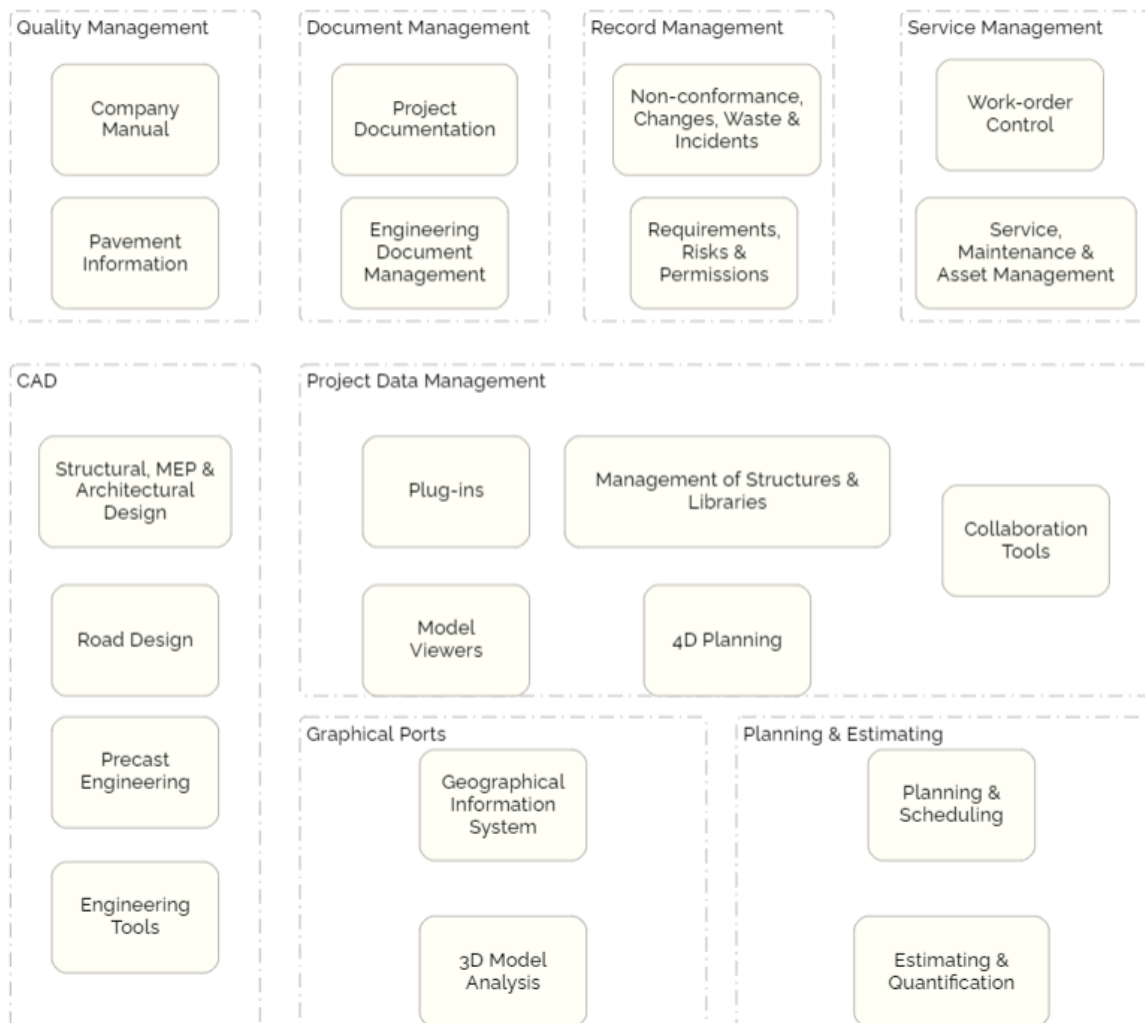 Quality Management
Company
Manual
Pavement
Information
Document Management
Project
Documentation
Engineering
Document
Management
Record Management
Non-conformance,
Changes, Waste &
Incidents
Requirements,
Risks &
Permissions
Service Management
Work-order
Control
Service,
Maintenance &
Asset Management
CAD
Structural, MEP &
Architectural
Design
Road Design
Precast
Engineering
Engineering
Tools
Project Data Management
Plug-ins
Management of Structures &
Libraries
Collaboration
Tools
Model
Viewers
4D Planning
Graphical Ports
Geographical
Information
System
3D Model
Analysis
Planning & Estimating
Planning &
Scheduling
Estimating &
Quantification